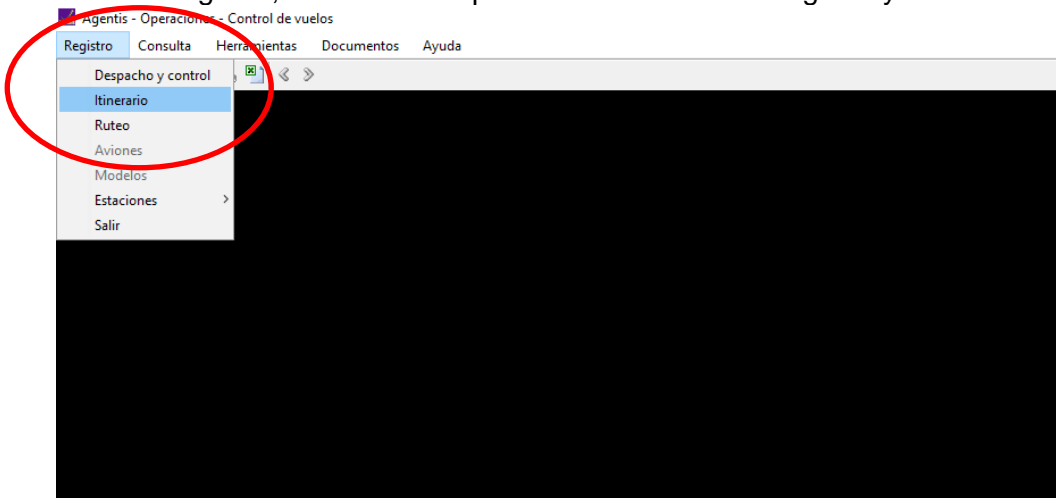 Agentis - Operaciones - Control de vuelos
Registro Consulta Herramientas Documentos Ayuda
Despacho y control
Itinerario
Ruteo
Aviones
Modelos
Estaciones >
Salir